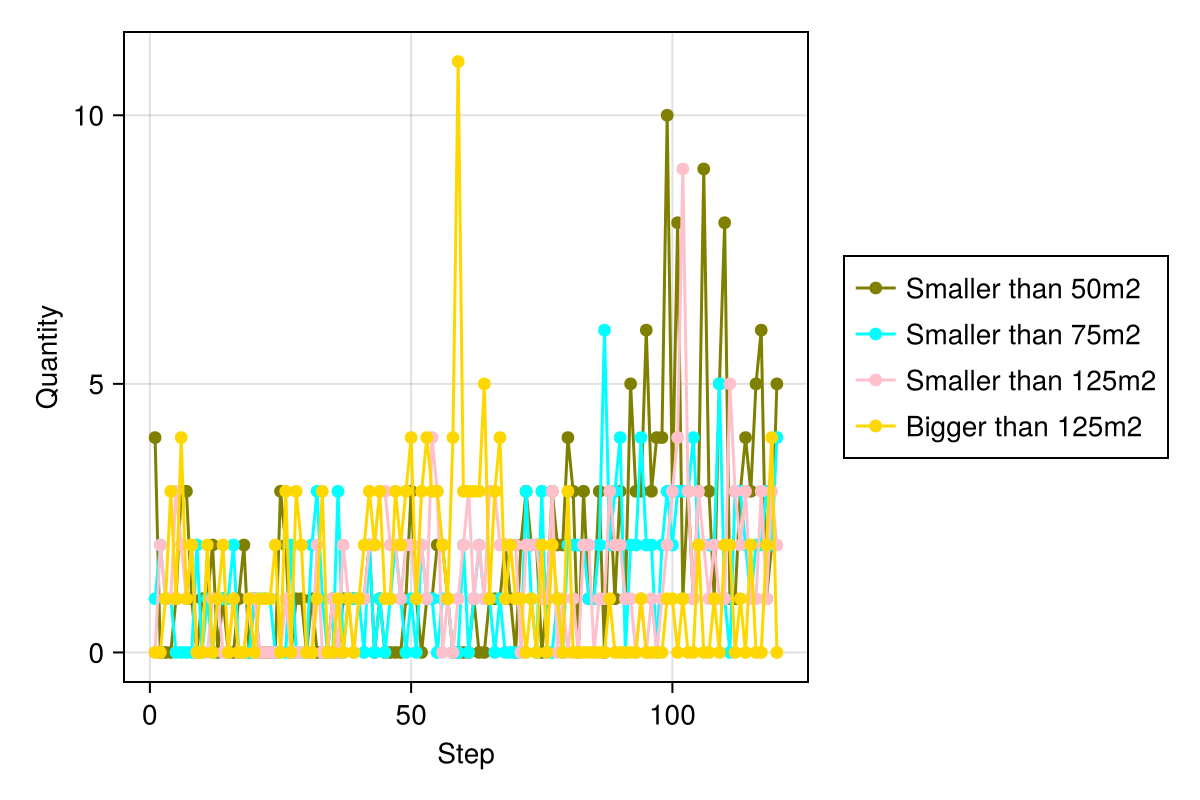 10
5
0
Quantity
0
50
100
Step
Smaller than 50m2
Smaller than 75m2
Smaller than 125m2
Bigger than 125m2